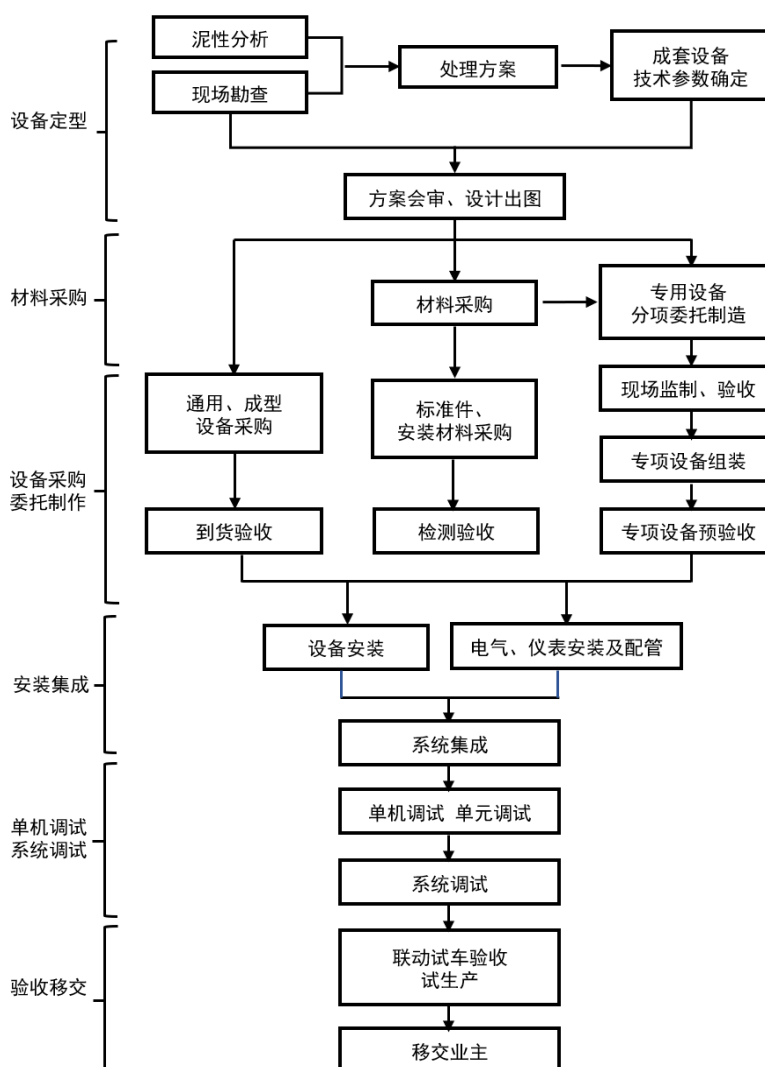 泥性分析
现场勘查
处理方案
成套设备
技术参数确定
设备定型
方案会审、设计出图
材料采购
材料采购
专用设备
分项委托制造
通用、成型
设备采购
标准件、
安装材料采购
现场监制、验收
专项设备组装
设备采购
委托制作
到货验收
检测验收
专项设备预验收
设备安装
电气、仪表安装及配管
安装集成
系统集成
单机调试 单元调试
单机调试
系统调试
系统调试
联动试车验收
试生产
验收移交
移交业主